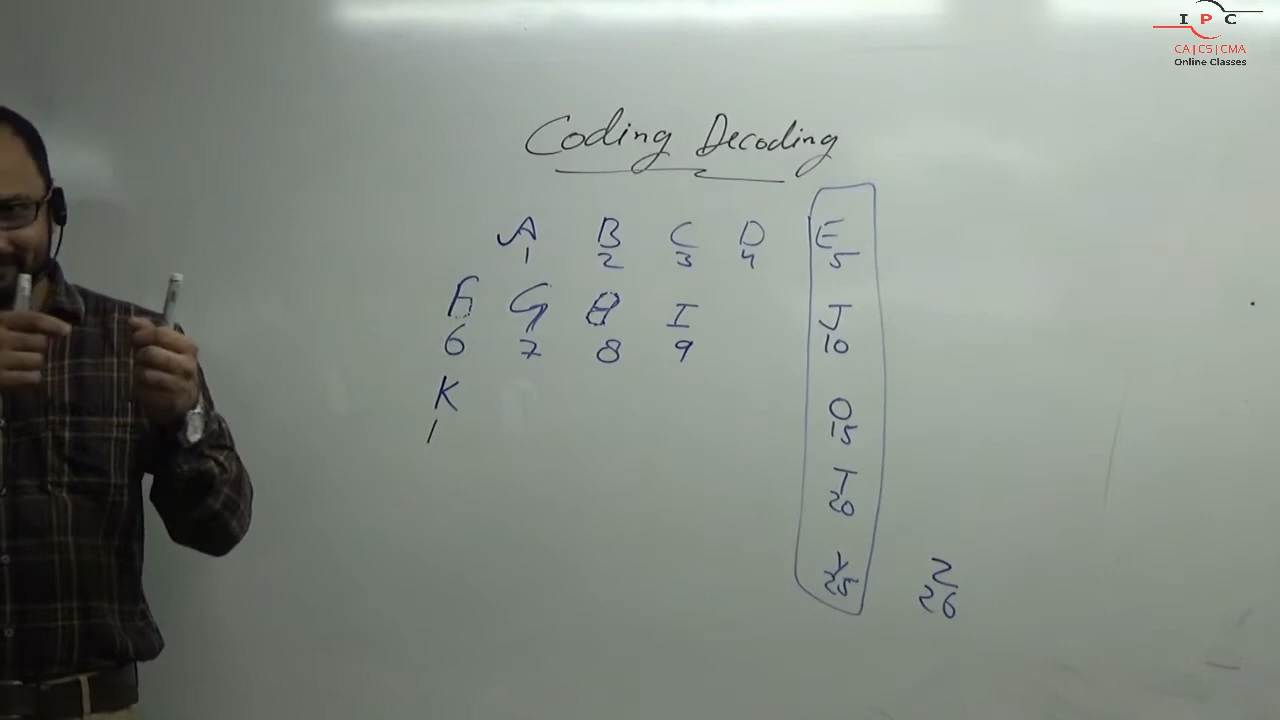 I P C
CA|CS|CMA
Online Classes
Coding Decoding
A B C D E
1 2 3 4 5
F G H I J
6 7 8 9 10
K O
1 15
T
20
Y
25
Z
26